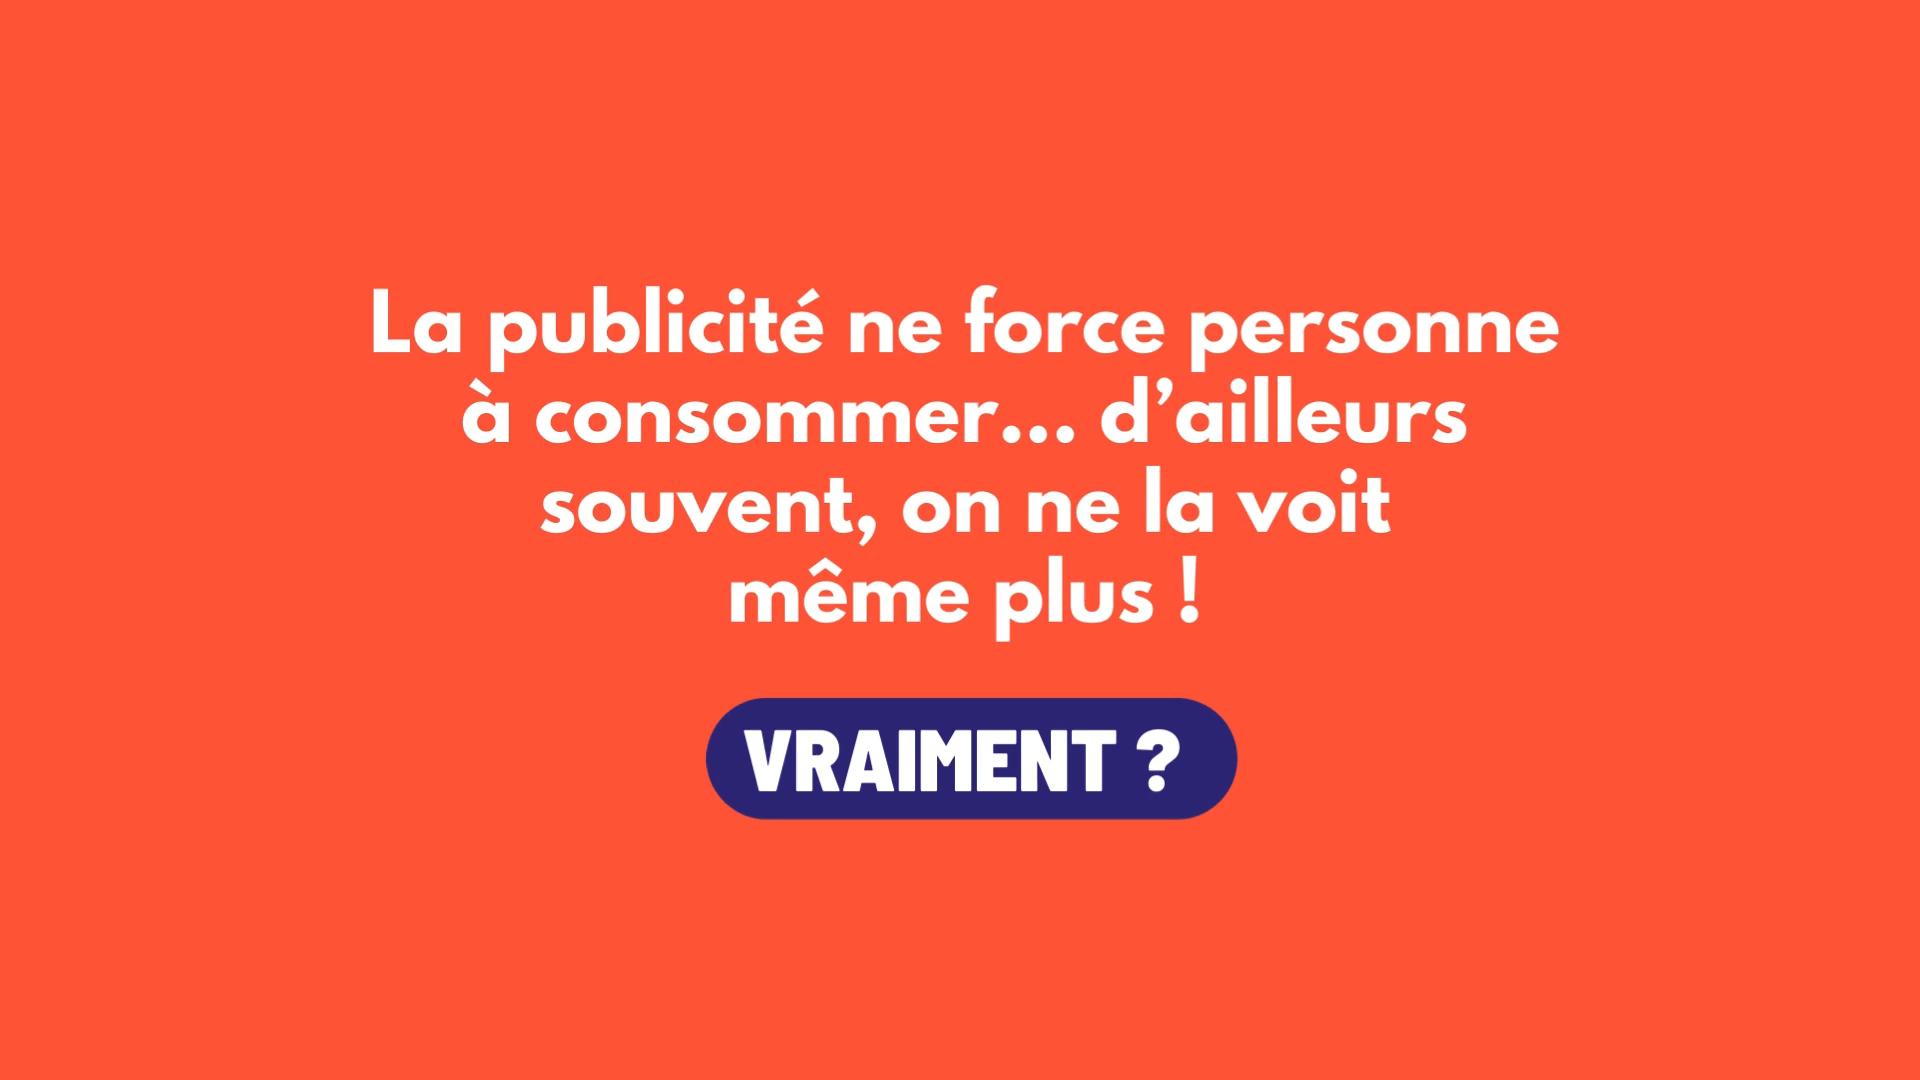 La publicité ne force personne
à consommer... d’ailleurs
souvent, on ne la voit
même plus !
VRAIMENT ?